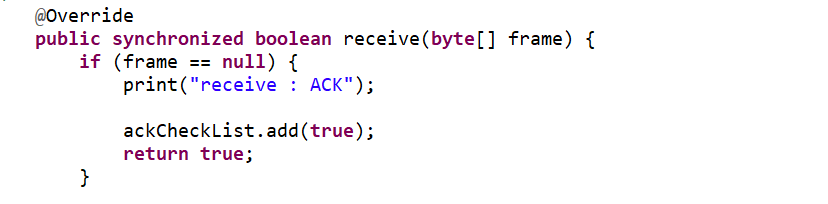 @Override
public synchronized boolean receive(byte[] frame) {
    if (frame == null) {
        print("receive : ACK");

        ackCheckList.add(true);
        return true;
    }